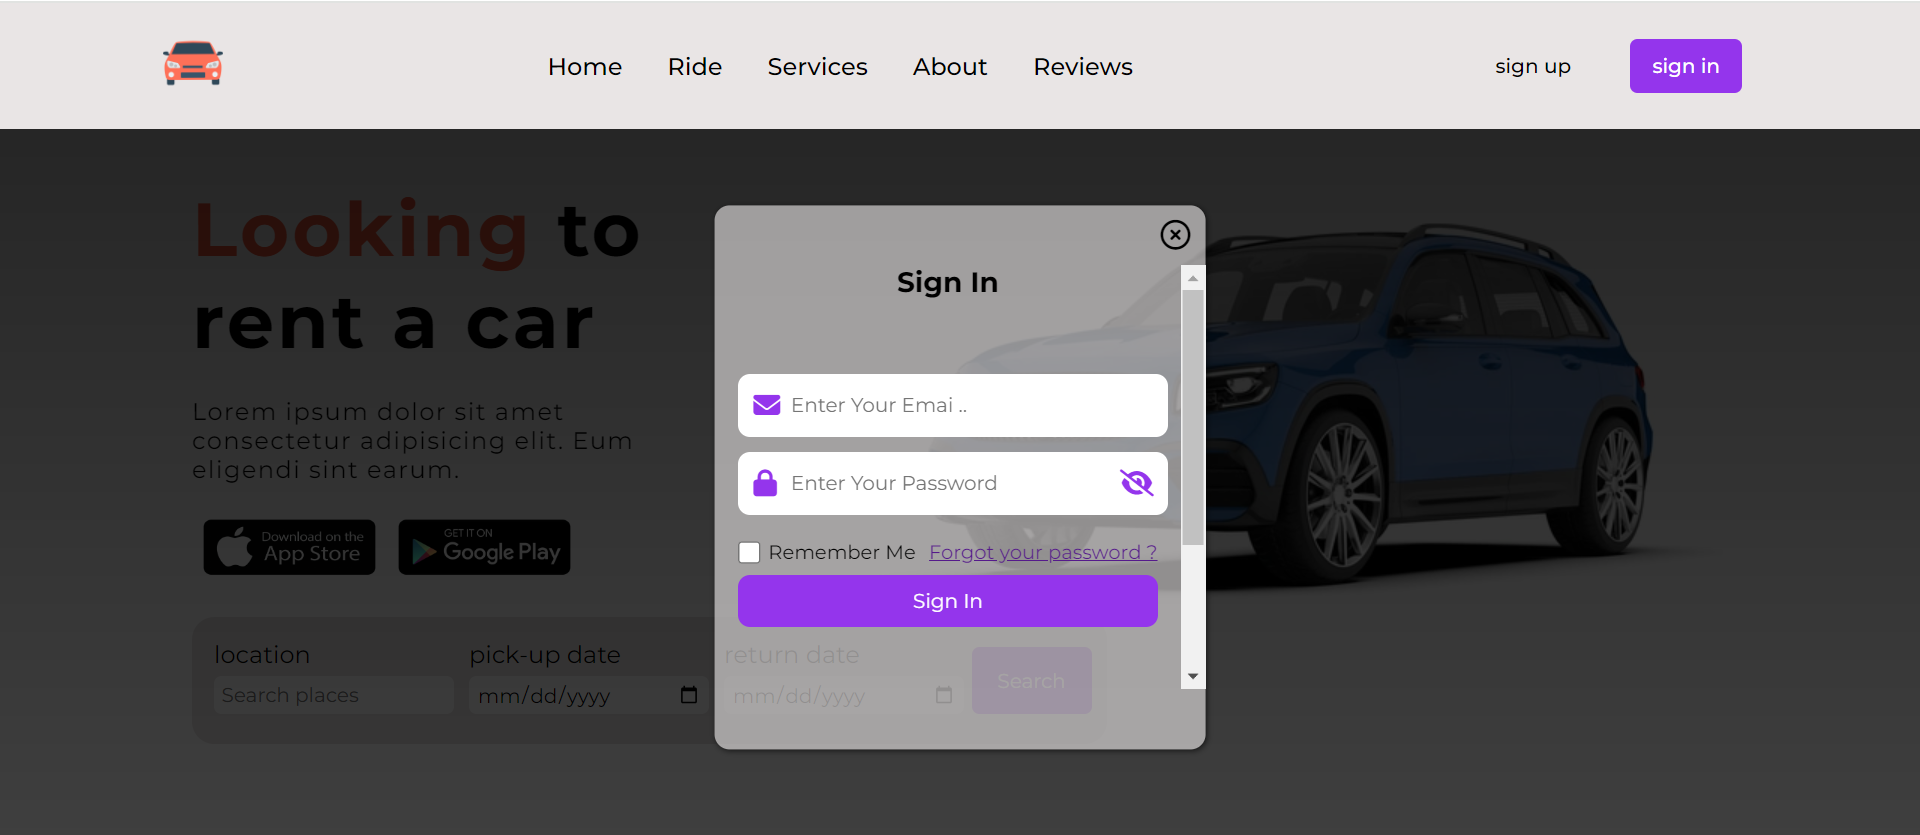 Home Ride Services About Reviews sign up sign in
Looking to
rent a car
Lorem ipsum dolor sit amet
consectetur adipisicing elit. Eum
eligendi sint earum.
Download on the
App Store
GET IT ON
Google Play
location pick-up date return date
Search places mm/dd/yyyy mm/dd/yyyy Search
Sign In
Enter Your Emai ..
Enter Your Password
Remember Me Forgot your password ?
Sign In